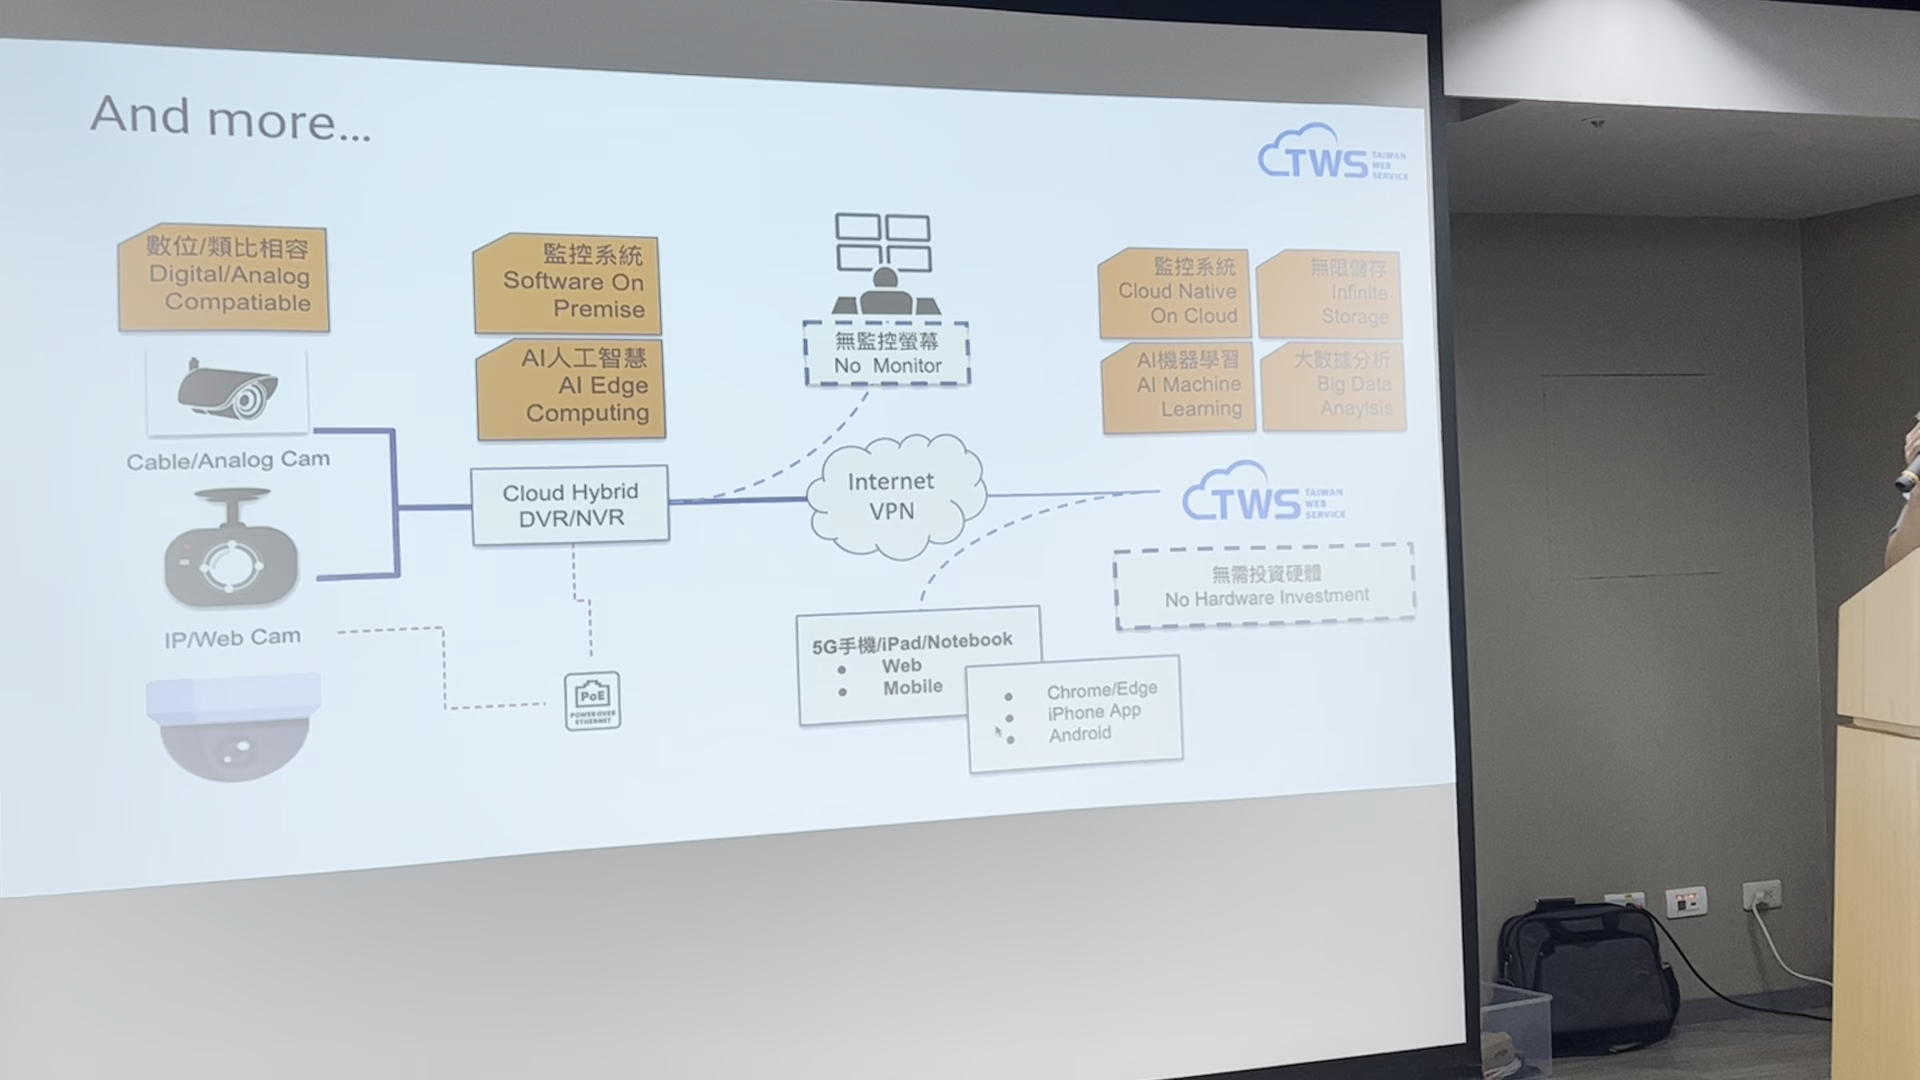 And more...
TWS TAIWAN
WEB
SERVICE
數位/類比相容
Digital/Analog
Compatiable
監控系統
Software On
Premise
AI人工智慧
AI Edge
Computing
無監控螢幕
No Monitor
監控系統
Cloud Native
On Cloud
無限儲存
Infinite
Storage
AI機器學習
AI Machine
Learning
大數據分析
Big Data
Anaylsis
Cable/Analog Cam
Cloud Hybrid
DVR/NVR
Internet
VPN
TWS TAIWAN
WEB
SERVICE
無需投資硬體
No Hardware Investment
IP/Web Cam
PoE
POWER OVER
ETHERNET
5G手機/iPad/Notebook
• Web
• Mobile
• Chrome/Edge
• iPhone App
• Android